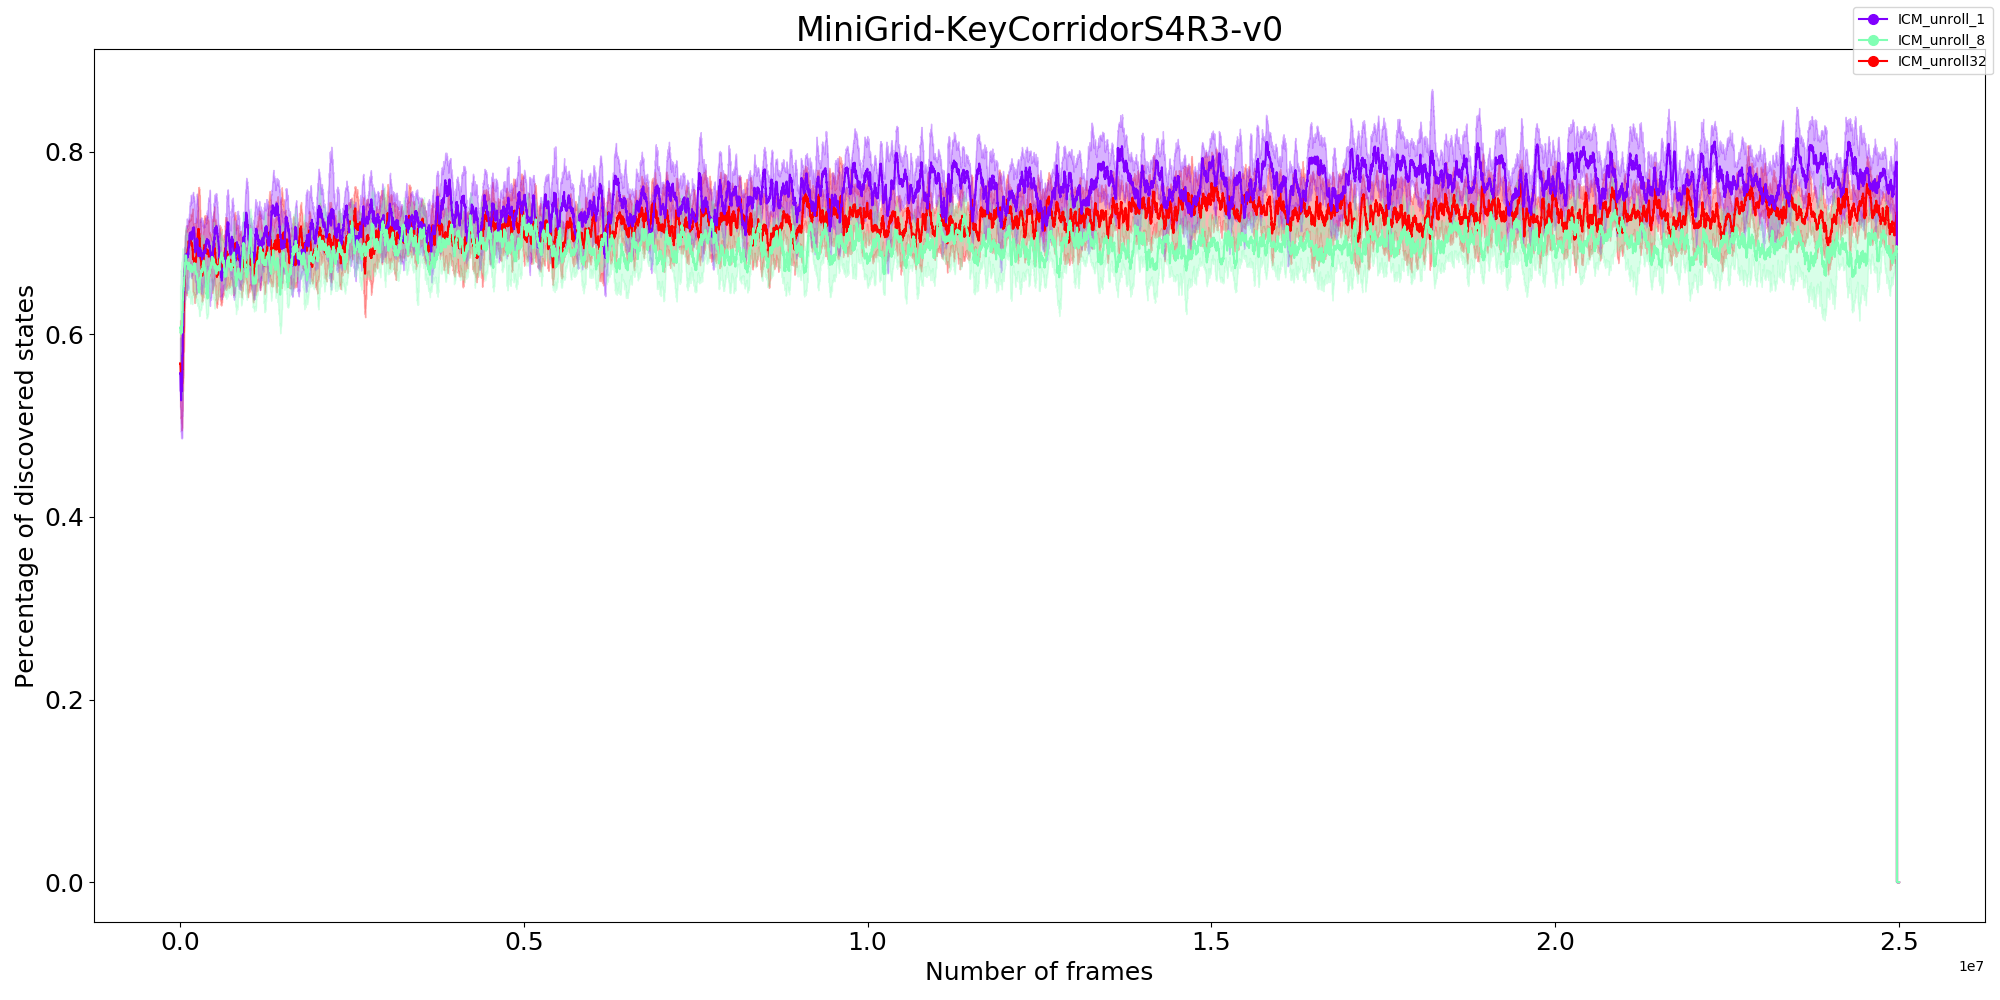 MiniGrid-KeyCorridorS4R3-v0
ICM_unroll_1
ICM_unroll_8
ICM_unroll32
Percentage of discovered states
0.8
0.6
0.4
0.2
0.0
0.0 0.5 1.0 1.5 2.0 2.5
1e7
Number of frames